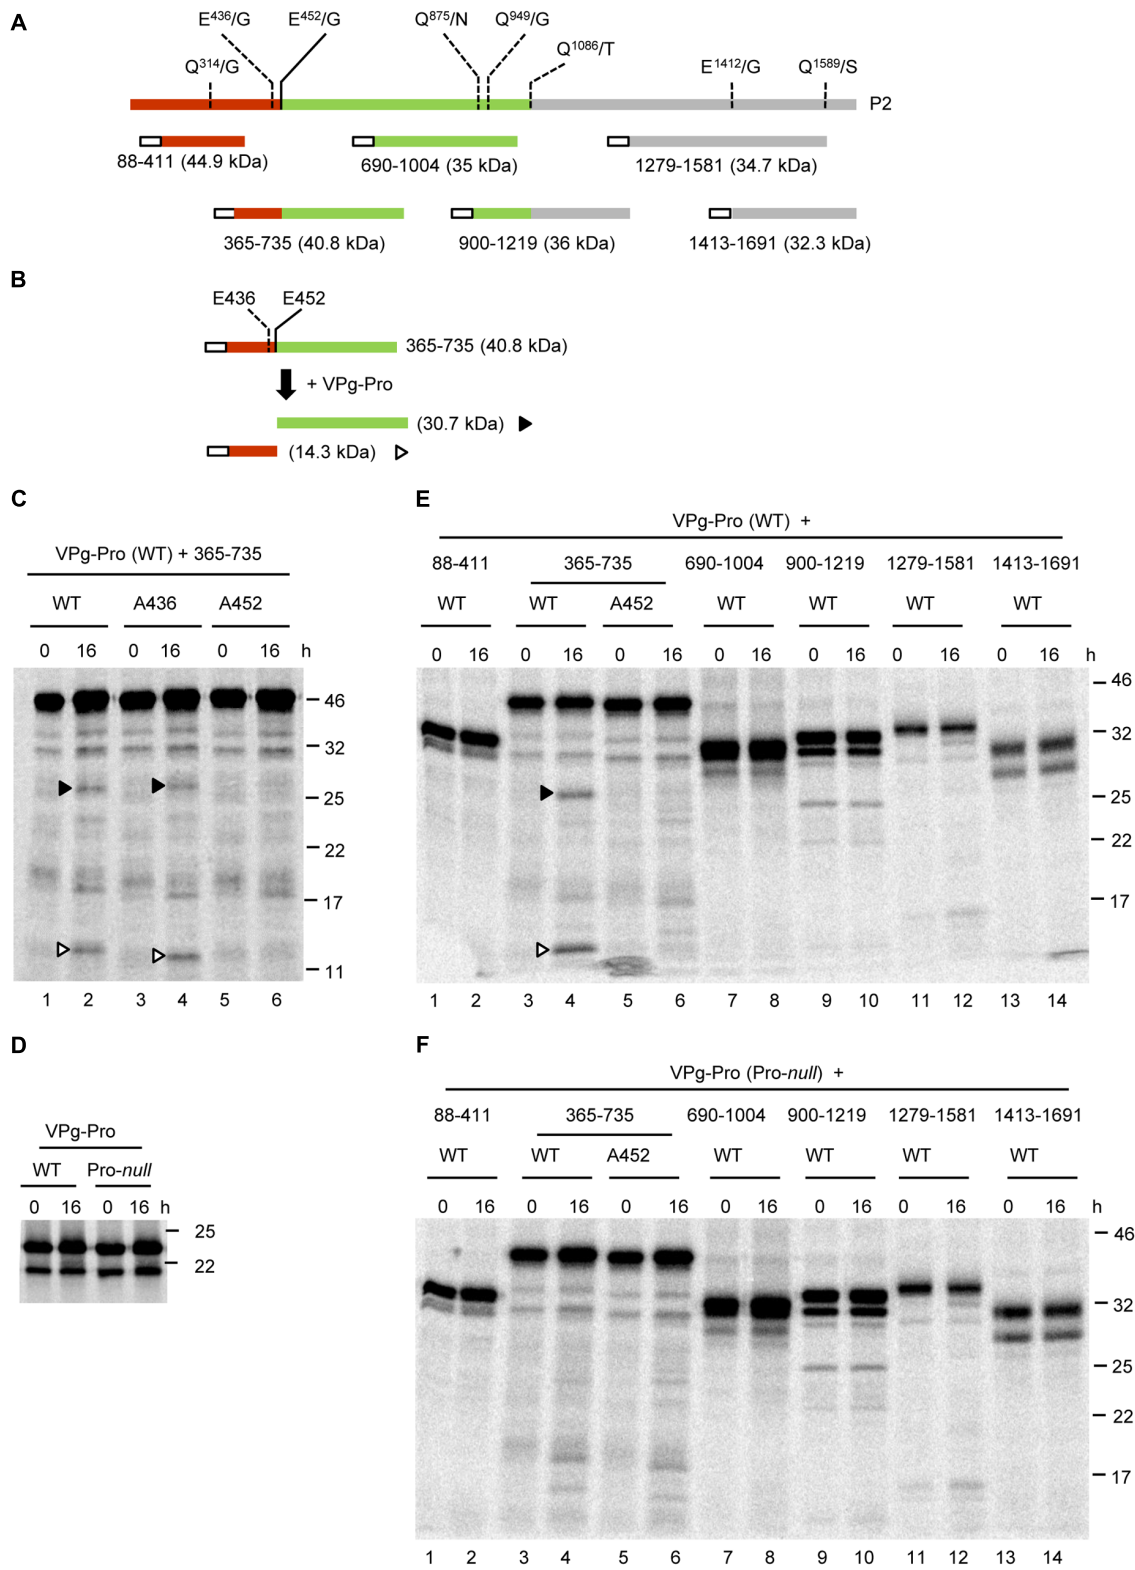 A
E436/G E452/G Q875/N Q949/G
Q1086/T
Q314/G E1412/G Q1589/S
P2
88-411 (44.9 kDa) 690-1004 (35 kDa) 1279-1581 (34.7 kDa)
365-735 (40.8 kDa) 900-1219 (36 kDa) 1413-1691 (32.3 kDa)
B
E436 E452
365-735 (40.8 kDa)
+ VPg-Pro
(30.7 kDa)
(14.3 kDa)
C
VPg-Pro (WT) + 365-735
WT A436 A452
0 16 0 16 0 16 h
46
32
25
22
17
11
1 2 3 4 5 6
D
VPg-Pro
WT Pro-null
0 16 0 16 h
25
22
E
VPg-Pro (WT) +
88-411 365-735 690-1004 900-1219 1279-1581 1413-1691
WT WT A452 WT WT WT WT
0 16 0 16 0 16 0 16 0 16 0 16 0 16 h
46
32
25
22
17
1 2 3 4 5 6 7 8 9 10 11 12 13 14
F
VPg-Pro (Pro-null) +
88-411 365-735 690-1004 900-1219 1279-1581 1413-1691
WT WT A452 WT WT WT WT
0 16 0 16 0 16 0 16 0 16 0 16 0 16 h
46
32
25
22
17
1 2 3 4 5 6 7 8 9 10 11 12 13 14